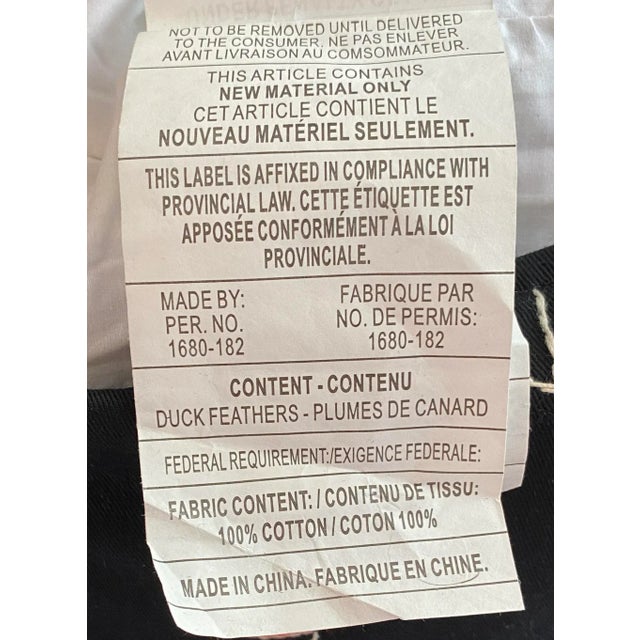 NOT TO BE REMOVED UNTIL DELIVERED
TO THE CONSUMER. NE PAS ENLEVER
AVANT LIVRAISON AU COMSOMMATEUR.
THIS ARTICLE CONTAINS
NEW MATERIAL ONLY
CET ARTICLE CONTIENT LE
NOUVEAU MATÉRIEL SEULEMENT.
THIS LABEL IS AFFIXED IN COMPLIANCE WITH
PROVINCIAL LAW. CETTE ÉTIQUETTE EST
APPOSÉE CONFORMÉMENT À LA LOI
PROVINCIALE.
MADE BY:
PER. NO.
1680-182
FABRIQUE PAR
NO. DE PERMIS:
1680-182
CONTENT - CONTENU
DUCK FEATHERS - PLUMES DE CANARD
FEDERAL REQUIREMENT:/EXIGENCE FEDERALE:
FABRIC CONTENT: / CONTENU DE TISSU:
100% COTTON / COTON 100%
MADE IN CHINA. FABRIQUE EN CHINE.